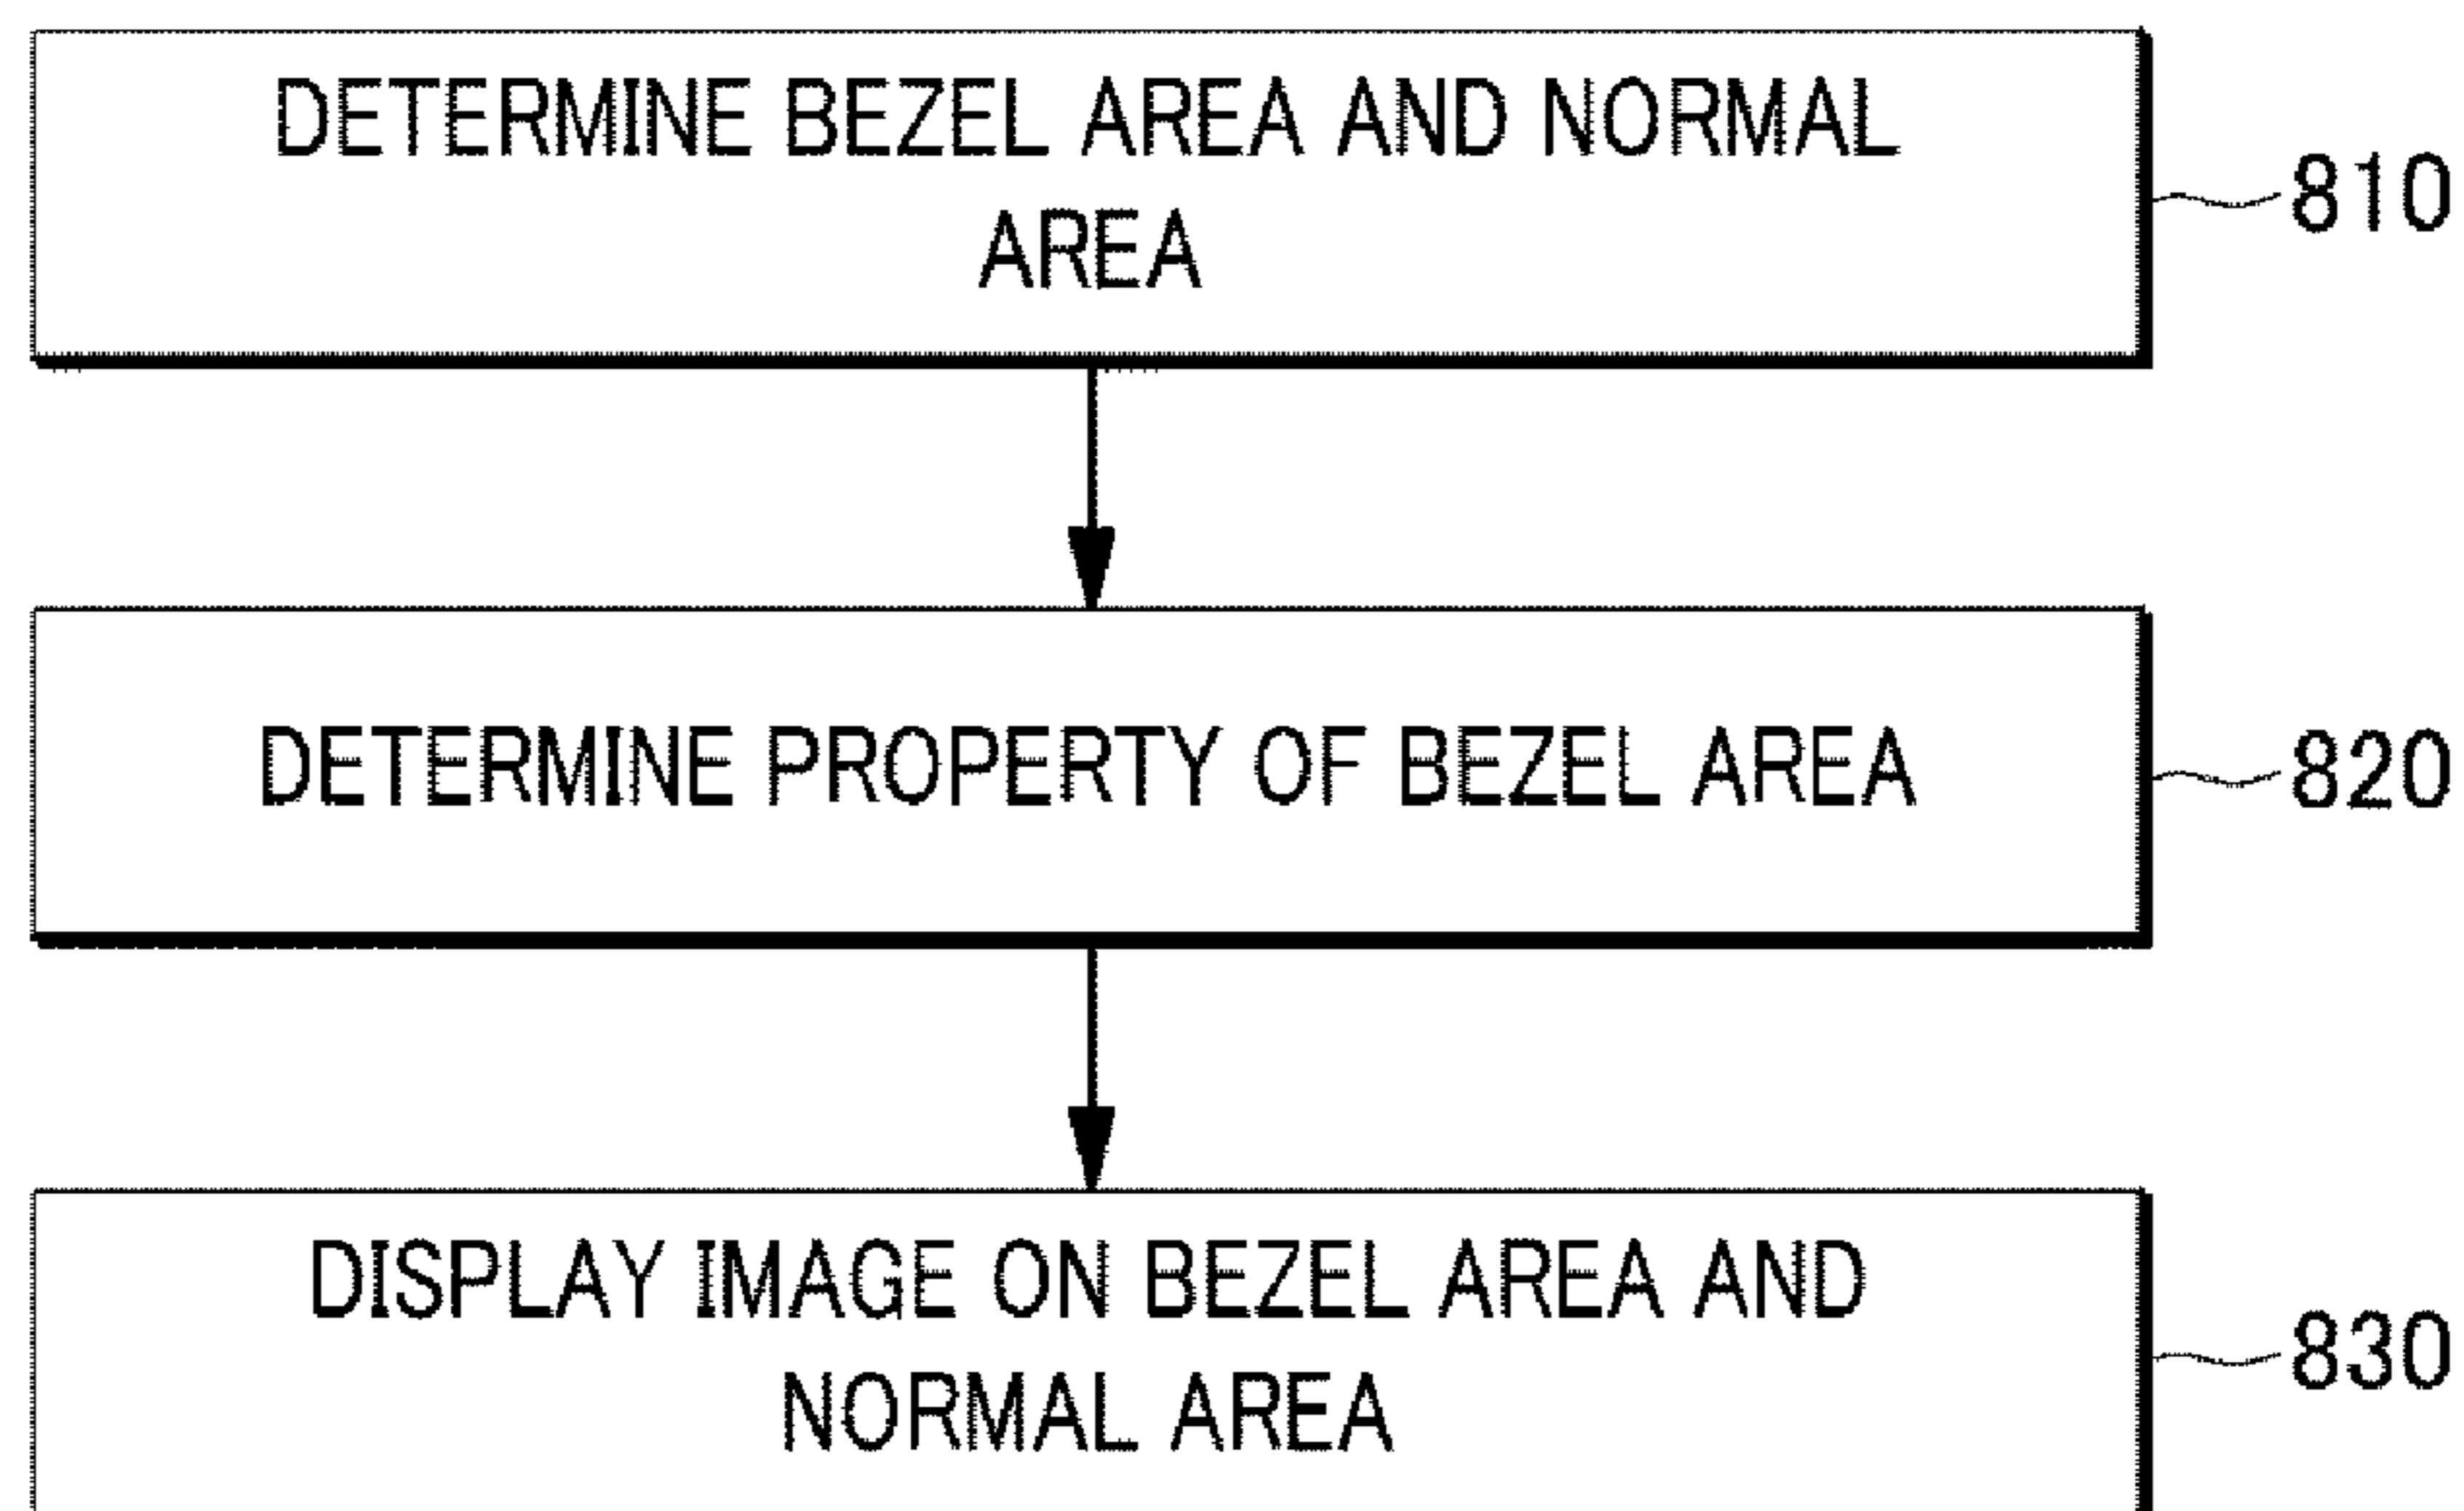 DETERMINE BEZEL AREA AND NORMAL
AREA
810
DETERMINE PROPERTY OF BEZEL AREA
820
DISPLAY IMAGE ON BEZEL AREA AND
NORMAL AREA
830